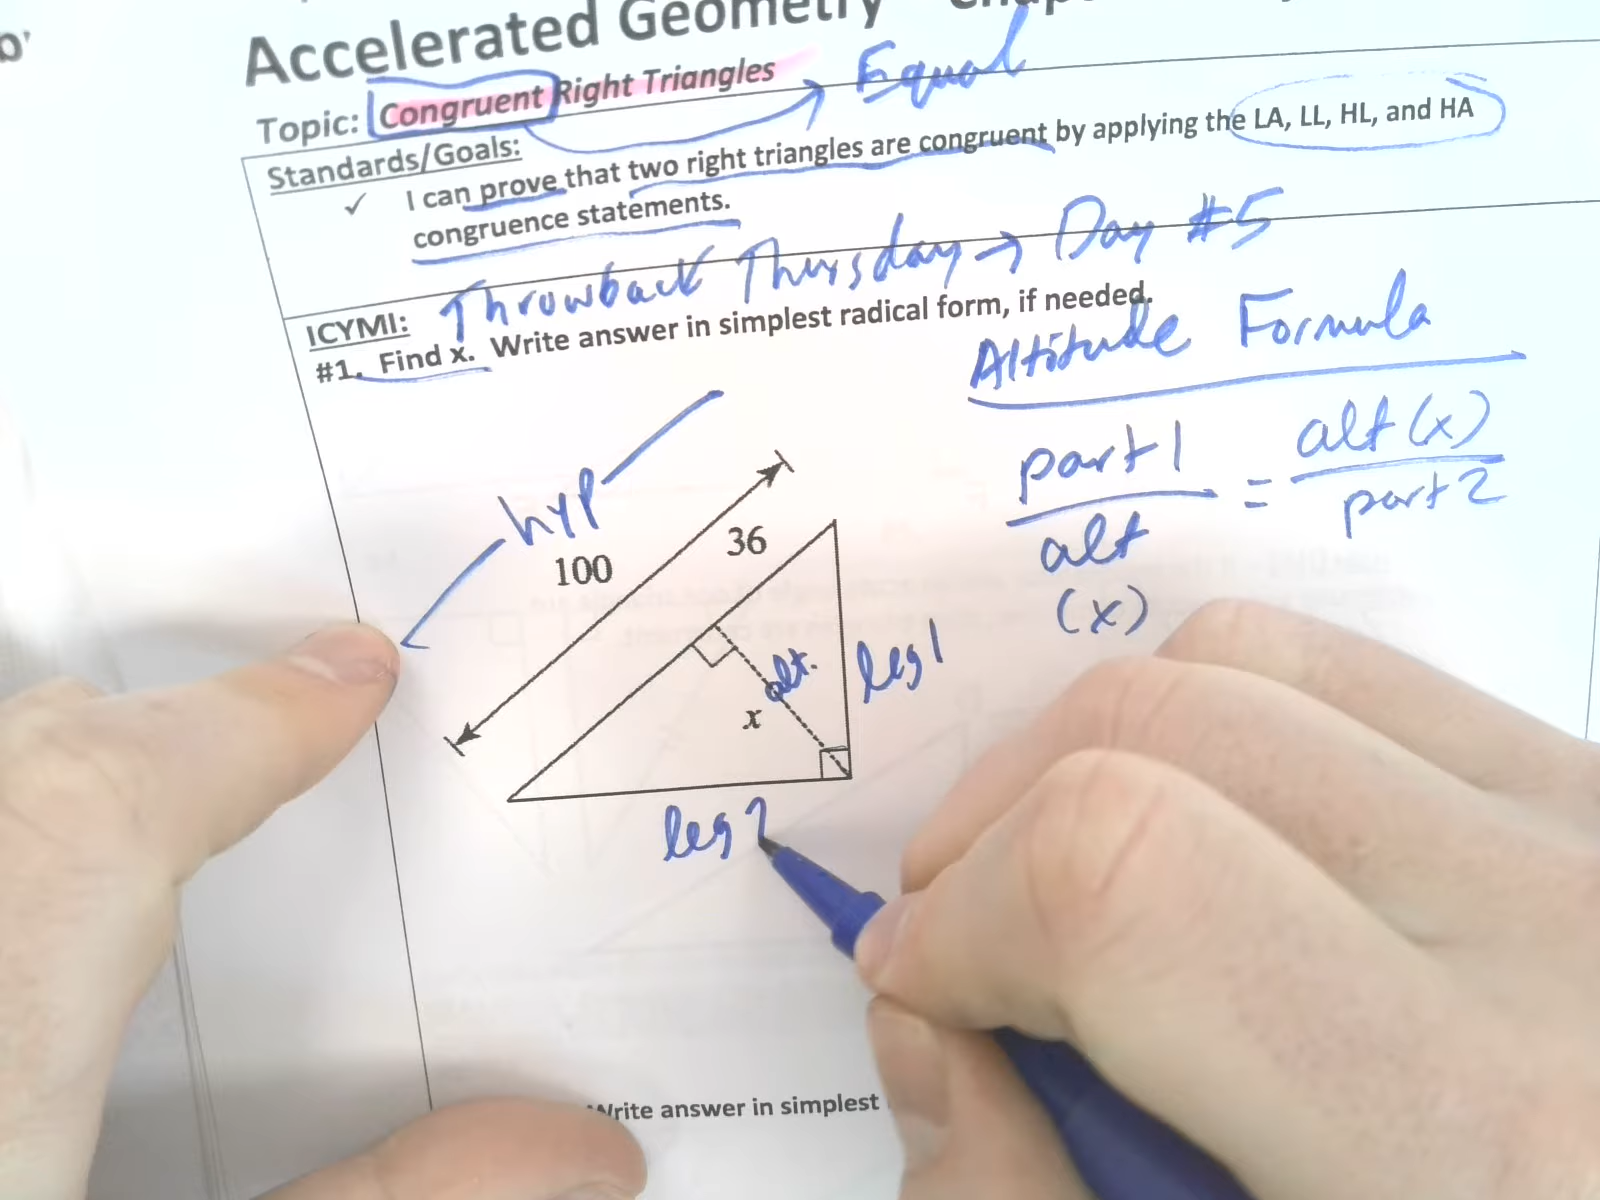 Accelerated Geometry
Topic: Congruent Right Triangles
Equal
Standards/Goals:
✓ I can prove that two right triangles are congruent by applying the LA, LL, HL, and HA
congruence statements.
ICYMI: Throwback Thursday → Day #5
#1. Find x. Write answer in simplest radical form, if needed.
Altitude Formula
part 1 = alt (x)
alt part 2
(x)
hyp
100
36
alt.
x
leg 1
leg 2
Write answer in simplest